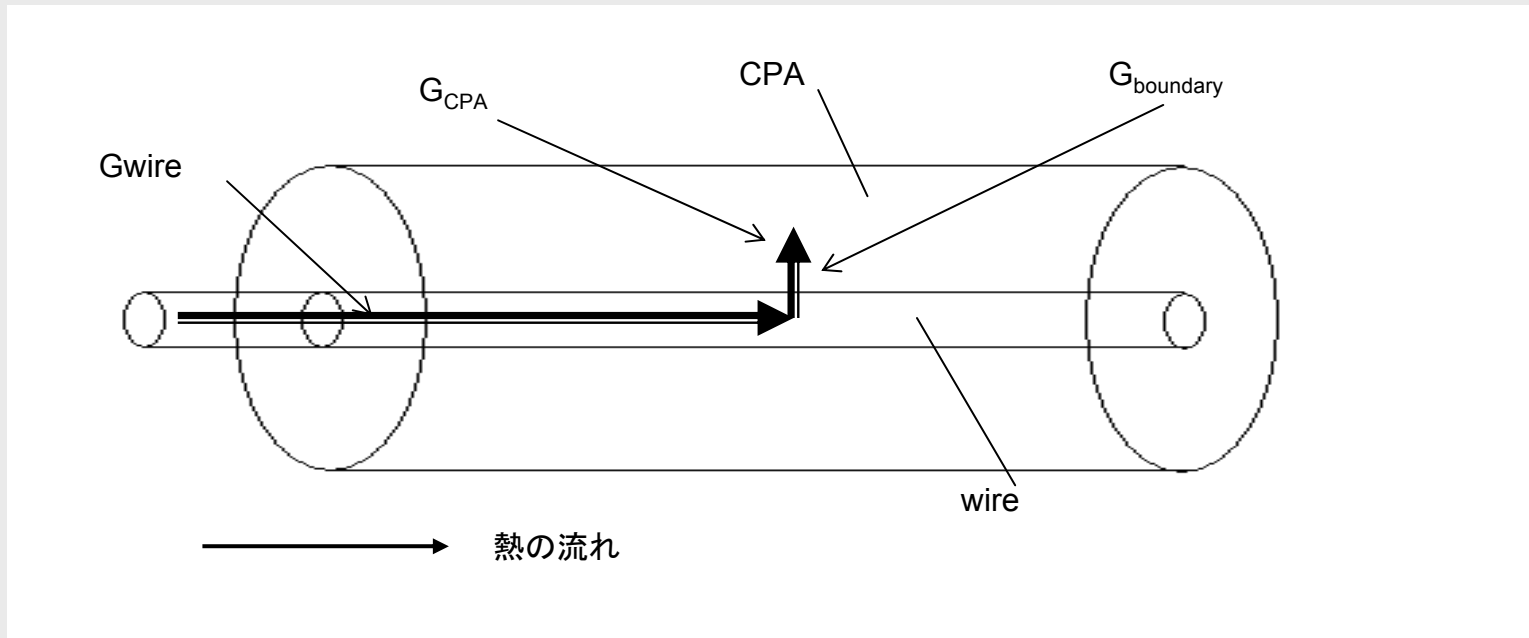 CPA
G_boundary
G_CPA
Gwire
wire
熱の流れ